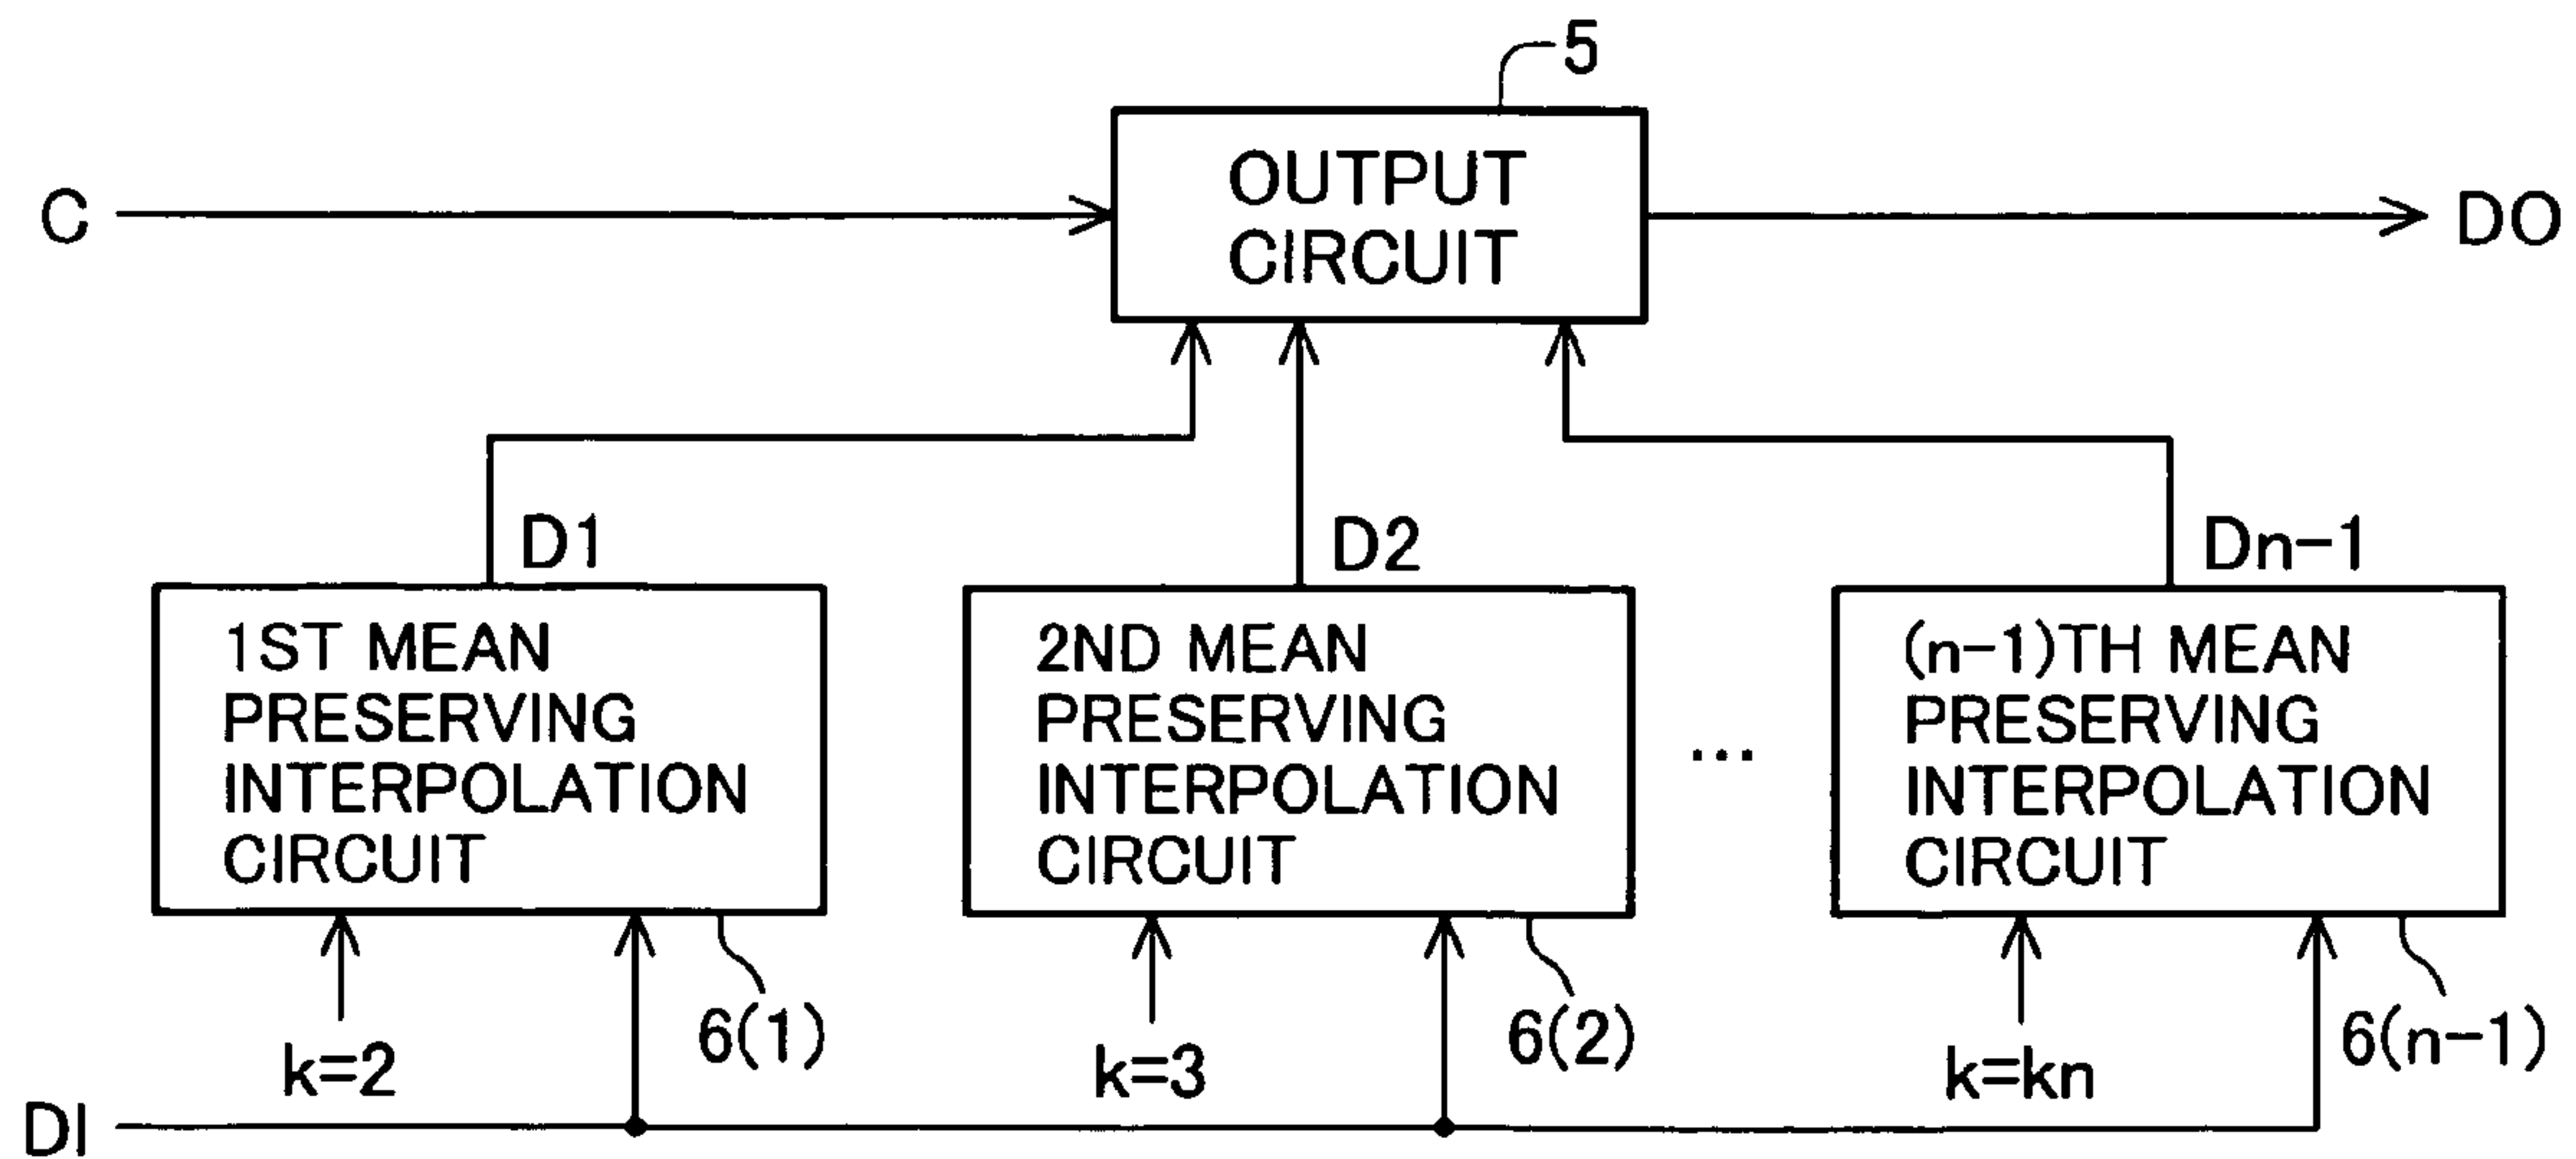 5
OUTPUT
CIRCUIT
C
DO
D1
D2
Dn-1
1ST MEAN
PRESERVING
INTERPOLATION
CIRCUIT
2ND MEAN
PRESERVING
INTERPOLATION
CIRCUIT
...
(n-1)TH MEAN
PRESERVING
INTERPOLATION
CIRCUIT
k=2
6(1)
k=3
6(2)
k=kn
6(n-1)
DI